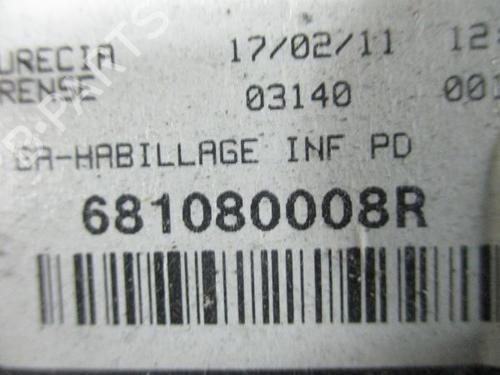 URECIA 17/02/11 12:
RENSE 03140 001
GA-HABILLAGE INF PD
681080008R